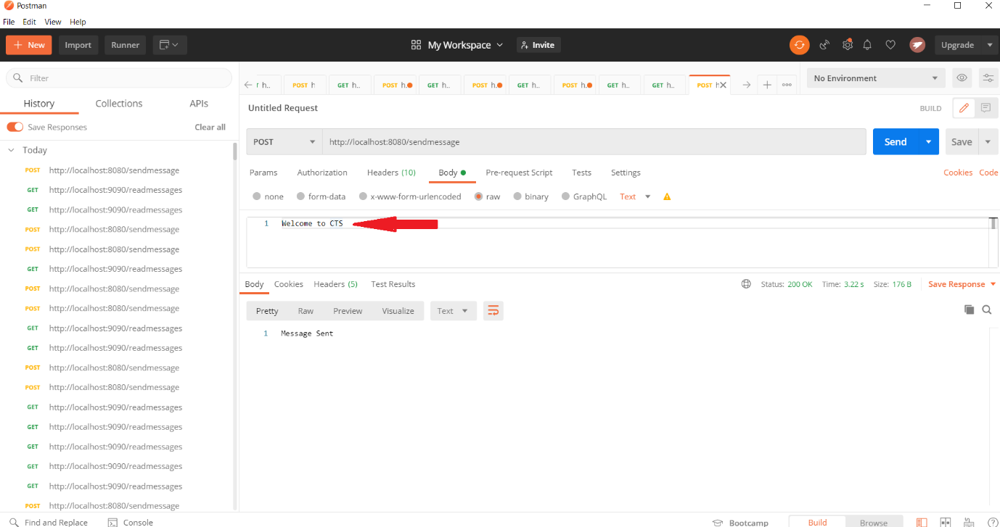 Postman
File Edit View Help
New Import Runner My Workspace Invite Upgrade
Filter
History Collections APIs
Save Responses Clear all
Today
POST http://localhost:8080/sendmessage
GET http://localhost:9090/readmessages
GET http://localhost:9090/readmessages
POST http://localhost:8080/sendmessage
POST http://localhost:8080/sendmessage
GET http://localhost:9090/readmessages
POST http://localhost:8080/sendmessage
POST http://localhost:8080/sendmessage
GET http://localhost:9090/readmessages
GET http://localhost:9090/readmessages
POST http://localhost:8080/sendmessage
POST http://localhost:8080/sendmessage
GET http://localhost:9090/readmessages
GET http://localhost:9090/readmessages
GET http://localhost:9090/readmessages
GET http://localhost:9090/readmessages
GET http://localhost:9090/readmessages
POST http://localhost:8080/sendmessage
h.. POST h GET h.. POST h. GET h.. POST h. GET h.. POST h. GET h.. GET h.. POST h No Environment
Untitled Request BUILD
POST http://localhost:8080/sendmessage Send Save
Params Authorization Headers (10) Body Pre-request Script Tests Settings Cookies Code
none form-data x-www-form-urlencoded raw binary GraphQL Text
1 Welcome to CTS
Body Cookies Headers (5) Test Results Status: 200 OK Time: 3.22 s Size: 176 B Save Response
Pretty Raw Preview Visualize Text
1 Message Sent
Find and Replace Console Bootcamp Build Browse